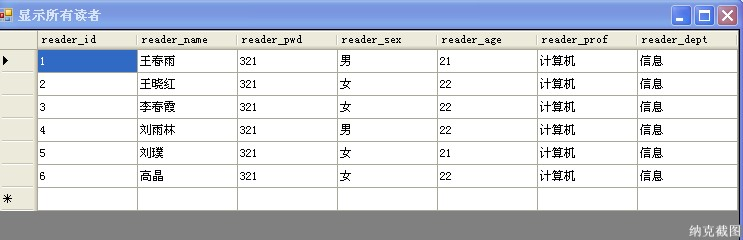 显示所有读者
reader_id reader_name reader_pwd reader_sex reader_age reader_prof reader_dept
1 王春雨 321 男 21 计算机 信息
2 王晓红 321 女 22 计算机 信息
3 李春霞 321 女 22 计算机 信息
4 刘雨林 321 男 22 计算机 信息
5 刘璞 321 女 21 计算机 信息
6 高晶 321 女 22 计算机 信息
纳克截图